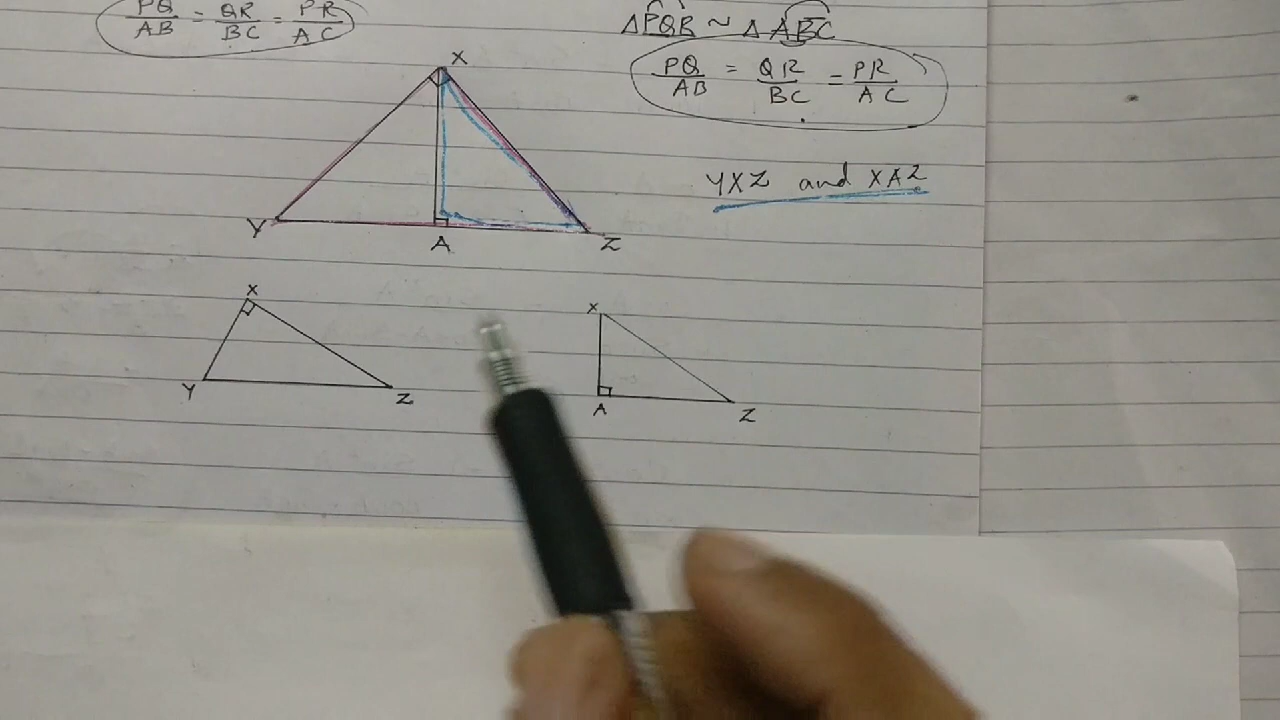 PQ/AB = QR/BC = PR/AC
ΔPQR ~ ΔABC
PQ/AB = QR/BC = PR/AC
X
YXZ and XAZ
Y
A
Z
X
Y
Z
X
A
Z